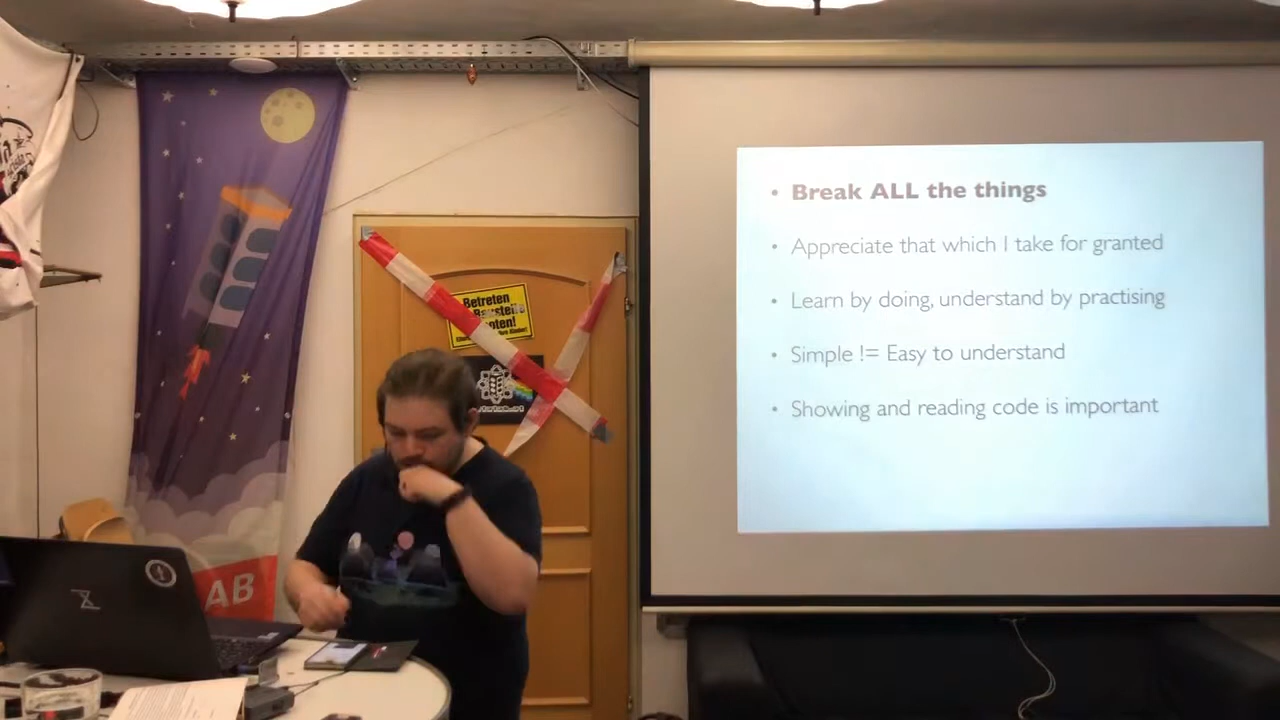 Break ALL the things
Appreciate that which I take for granted
Learn by doing, understand by practising
Simple != Easy to understand
Showing and reading code is important
Betreten
AB